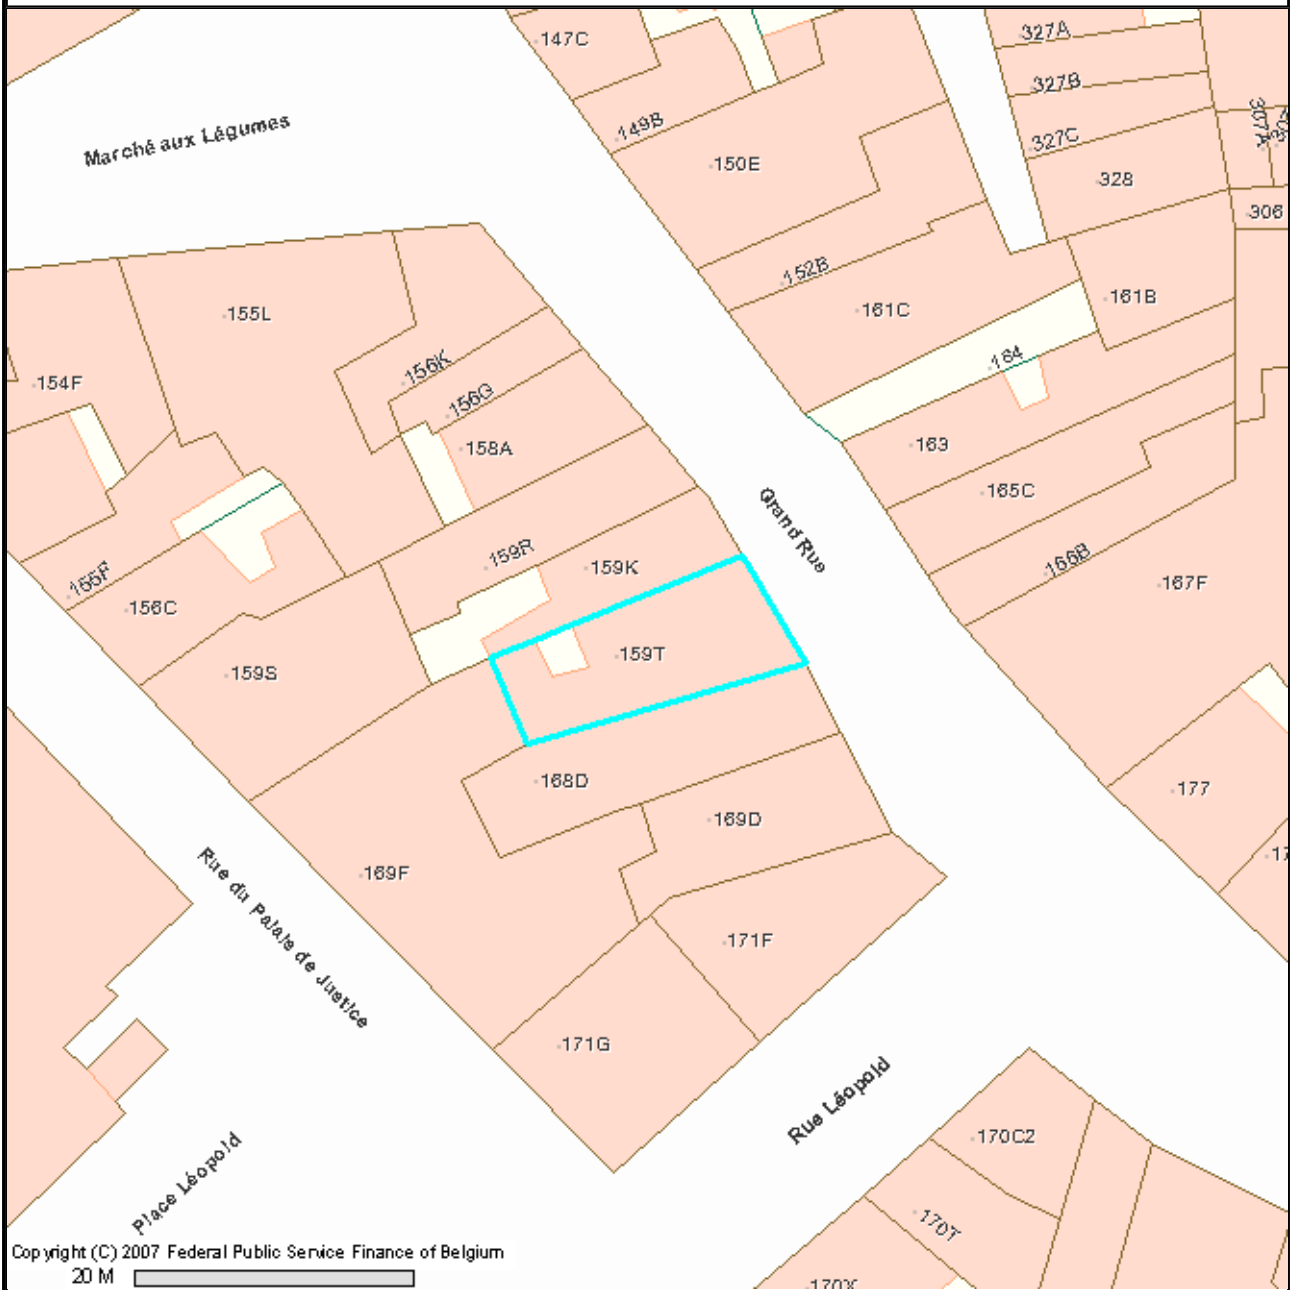 147C
327A
327B
149B
327C
307A
Marché aux Légumes
150E
328
306
152B
161B
155L
161C
184
154F
156K
156G
163
158A
165C
Grand Rue
159R
166B
159K
167F
156C
159T
159S
168D
177
169D
169F
Rue du Palais de Justice
171F
171G
Rue Léopold
170C2
Place Léopold
170T
Copyright (C) 2007 Federal Public Service Finance of Belgium
20 M